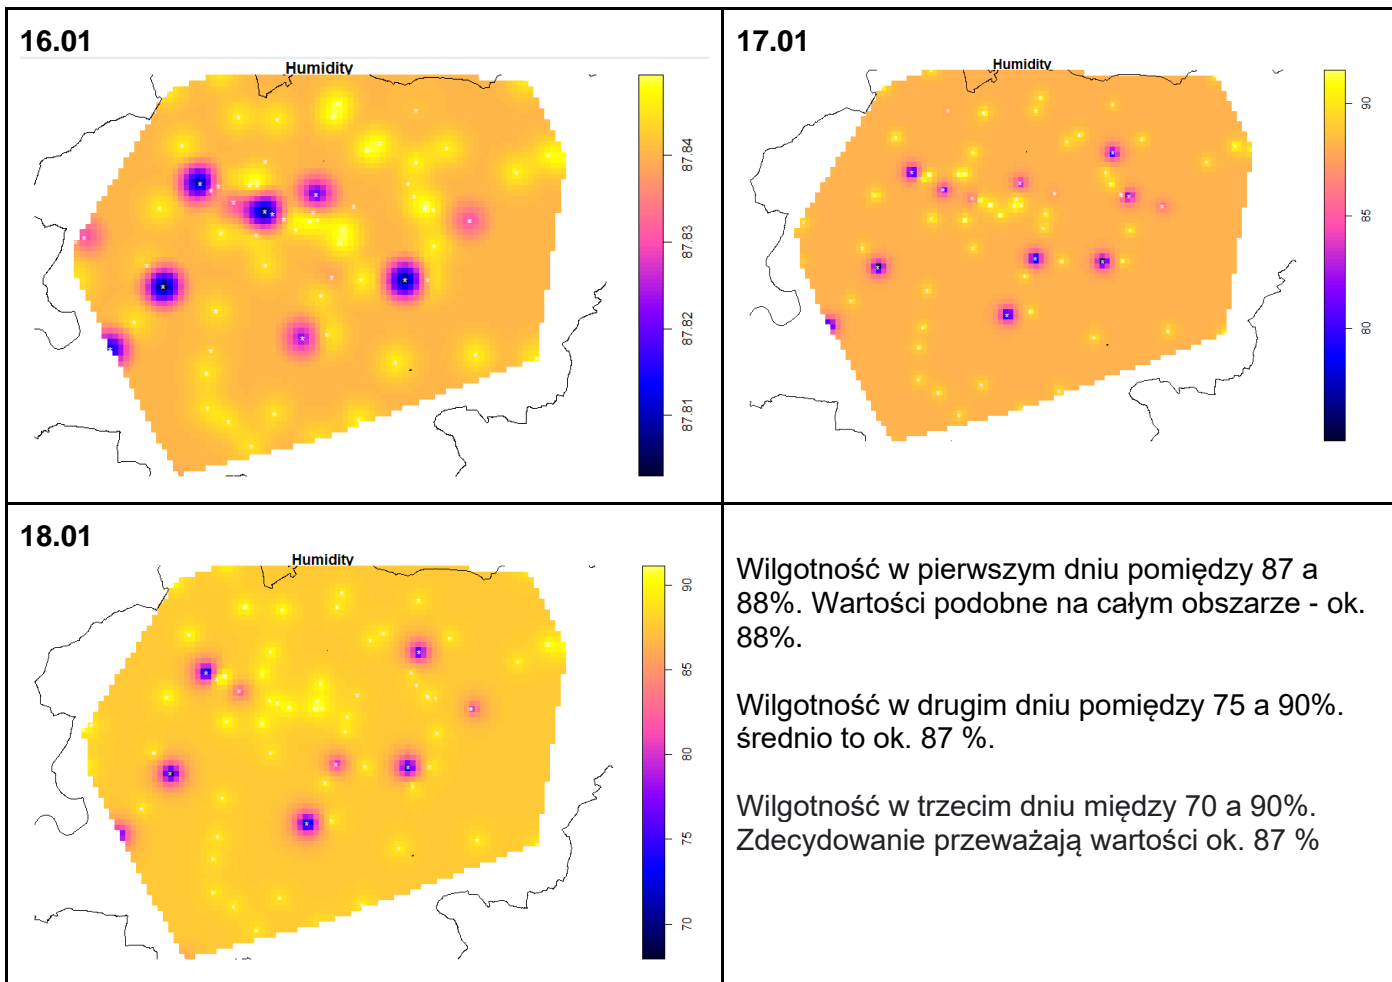 16.01
Humidity
87.84
87.83
87.82
87.81
17.01
Humidity
90
85
80
18.01
Humidity
90
85
80
75
70
Wilgotność w pierwszym dniu pomiędzy 87 a
88%. Wartości podobne na całym obszarze - ok.
88%.
Wilgotność w drugim dniu pomiędzy 75 a 90%.
średnio to ok. 87 %.
Wilgotność w trzecim dniu między 70 a 90%.
Zdecydowanie przeważają wartości ok. 87 %